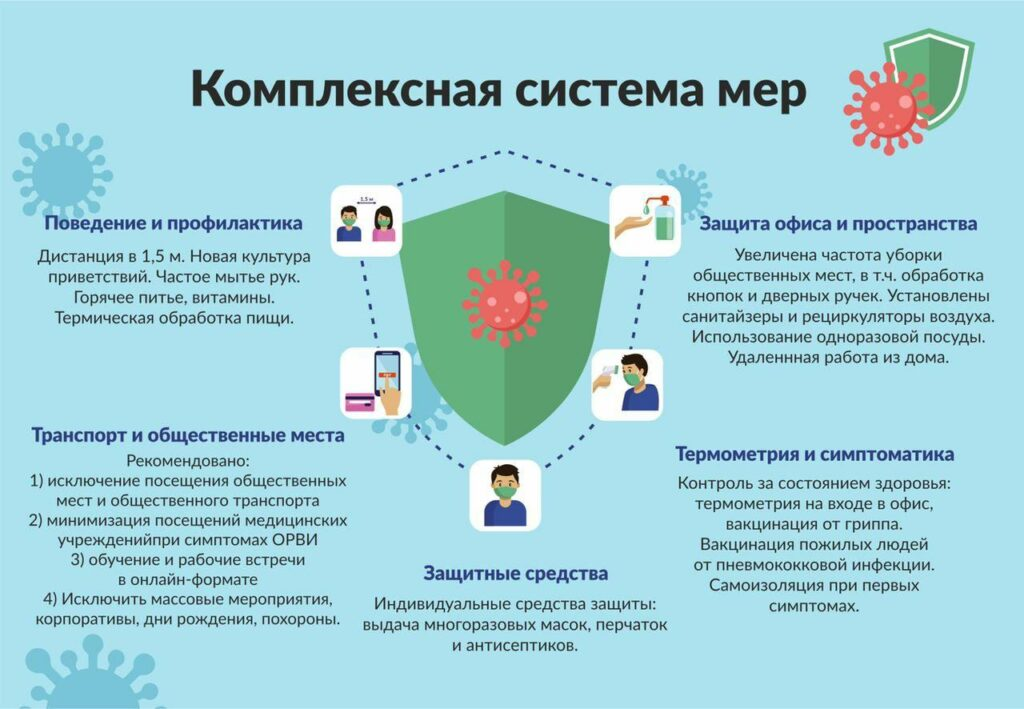 Комплексная система мер
1,5 м
Поведение и профилактика
Дистанция в 1,5 м. Новая культура
приветствий. Частое мытье рук.
Горячее питье, витамины.
Термическая обработка пищи.
Защита офиса и пространства
Увеличена частота уборки
общественных мест, в т.ч. обработка
кнопок и дверных ручек. Установлены
санитайзеры и рециркуляторы воздуха.
Использование одноразовой посуды.
Удаленнная работа из дома.
Транспорт и общественные места
Рекомендовано:
1) исключение посещения общественных
мест и общественного транспорта
2) минимизация посещений медицинских
учрежденийпри симптомах ОРВИ
3) обучение и рабочие встречи
в онлайн-формате
4) Исключить массовые мероприятия,
корпоративы, дни рождения, похороны.
Защитные средства
Индивидуальные средства защиты:
выдача многоразовых масок, перчаток
и антисептиков.
Термометрия и симптоматика
Контроль за состоянием здоровья:
термометрия на входе в офис,
вакцинация от гриппа.
Вакцинация пожилых людей
от пневмококковой инфекции.
Самоизоляция при первых
симптомах.